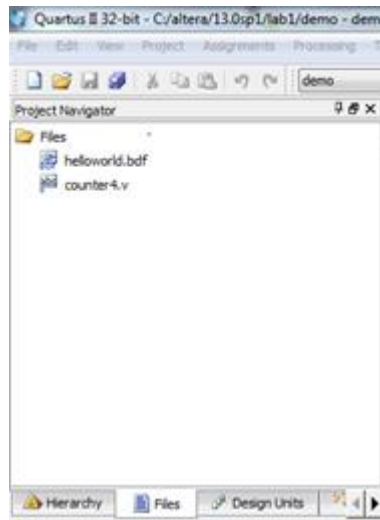 Quartus II 32-bit - C:/altera/13.0sp1/lab1/demo - dem
File Edit View Project Assignments Processing T
demo
Project Navigator
Files
helloworld.bdf
counter4.v
Hierarchy Files Design Units